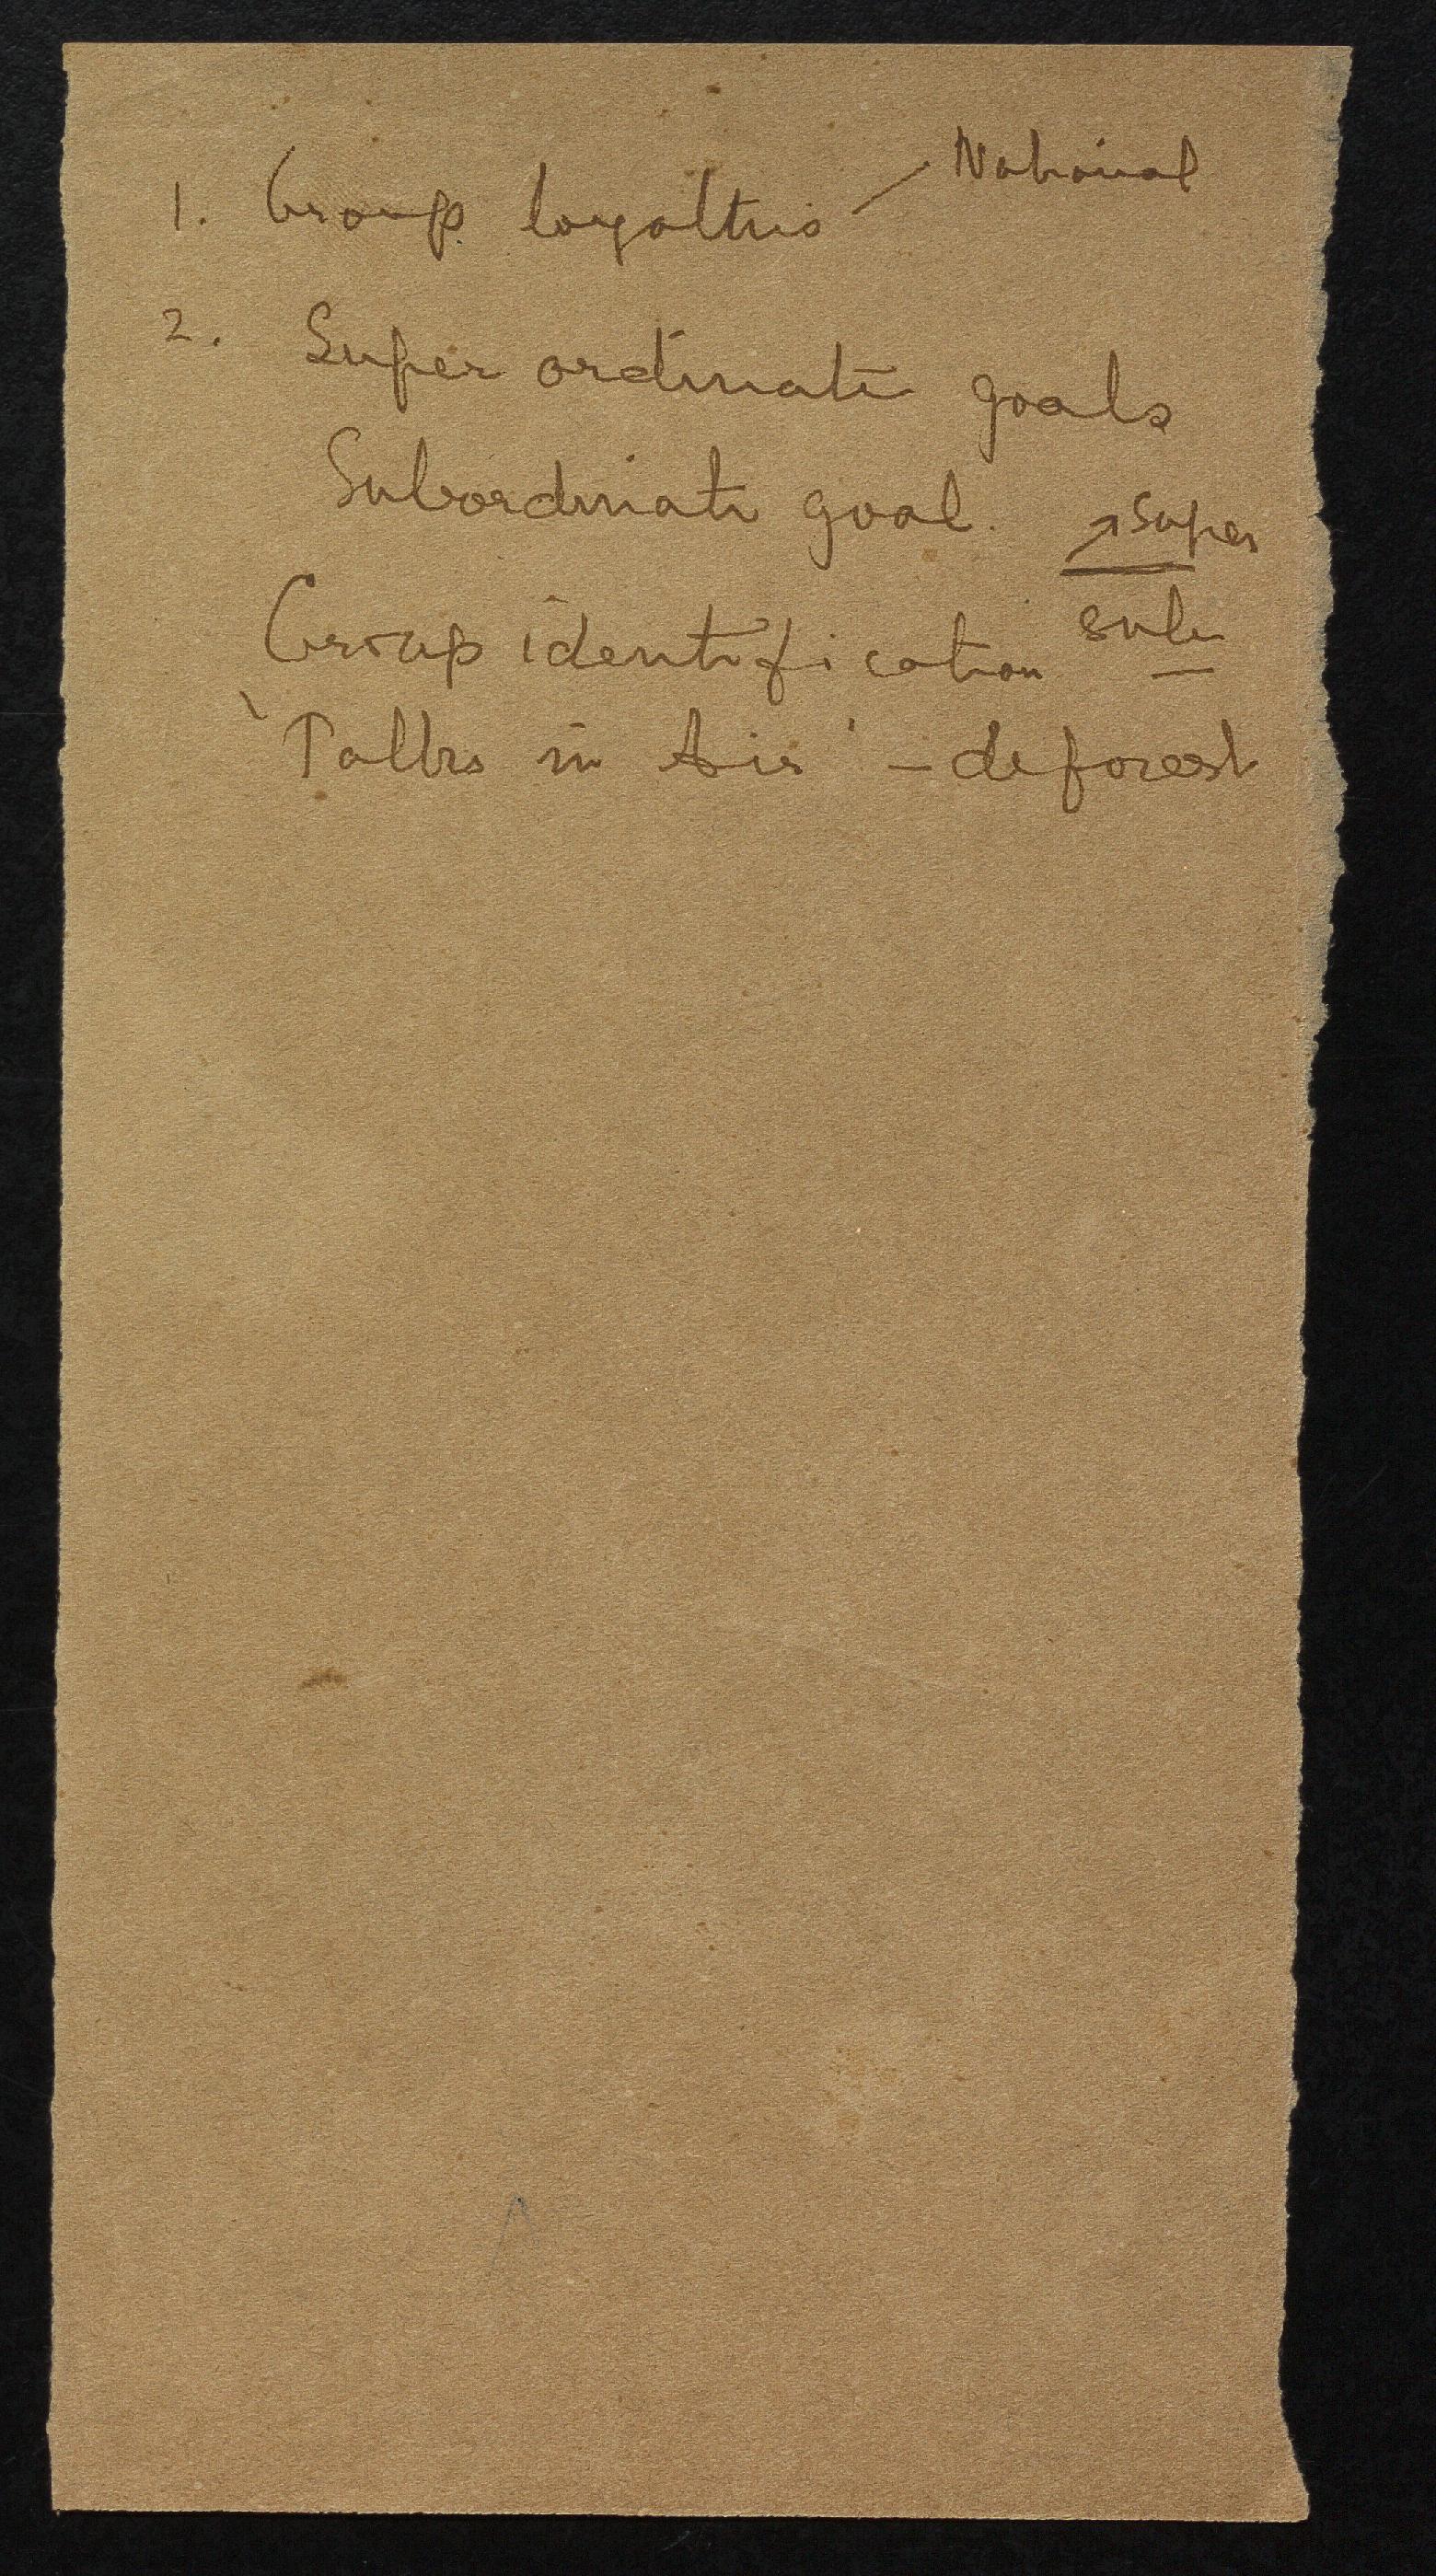 1. Group loyalties / National
2. Super ordinate goals
Subordinate goal. ↗ super
Group identification sub
'Talks in Air' - deforest